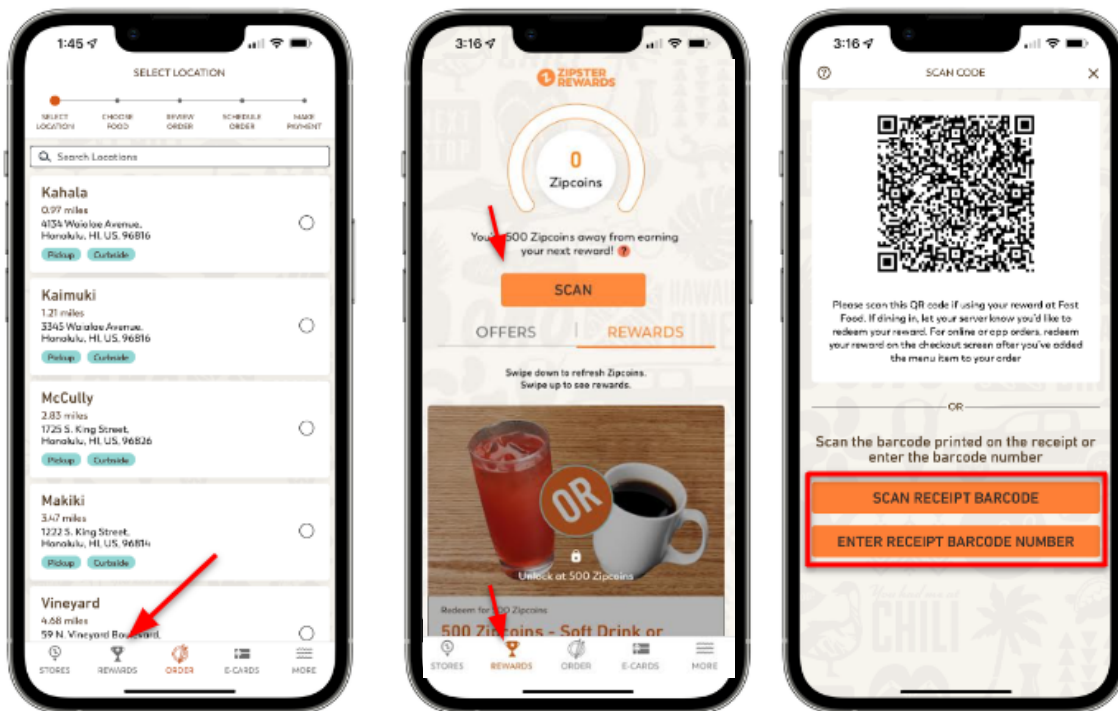 1:45
SELECT LOCATION
SELECT LOCATION
CHOOSE FOOD
REVIEW ORDER
SCHEDULE ORDER
MAKE PAYMENT
Search Locations
Kahala
0.97 miles
4134 Waialae Avenue,
Honolulu, HI, US, 96816
Pickup Curbside
Kaimuki
1.21 miles
3345 Waialae Avenue,
Honolulu, HI, US, 96816
Pickup Curbside
McCully
2.83 miles
1725 S. King Street,
Honolulu, HI, US, 96826
Pickup Curbside
Makiki
3.47 miles
1222 S. King Street,
Honolulu, HI, US, 96814
Pickup Curbside
Vineyard
4.68 miles
59 N. Vineyard Boulevard,
STORES REWARDS ORDER E-CARDS MORE
3:16
ZIPSTER
REWARDS
0
Zipcoins
500 Zipcoins away from earning
your next reward! ?
SCAN
OFFERS | REWARDS
Swipe down to refresh Zipcoins.
Swipe up to see rewards.
OR
Unlock at 500 Zipcoins
Redeem for 500 Zipcoins
500 Zipcoins - Soft Drink or
STORES REWARDS ORDER E-CARDS MORE
3:16
? SCAN CODE X
Please scan this QR code if using your reward at Fast
Food. If dining in, let your server know you'd like to
redeem your reward. For online or app orders, redeem
your reward on the checkout screen after you've added
the menu item to your order
OR
Scan the barcode printed on the receipt or
enter the barcode number
SCAN RECEIPT BARCODE
ENTER RECEIPT BARCODE NUMBER
CHILI